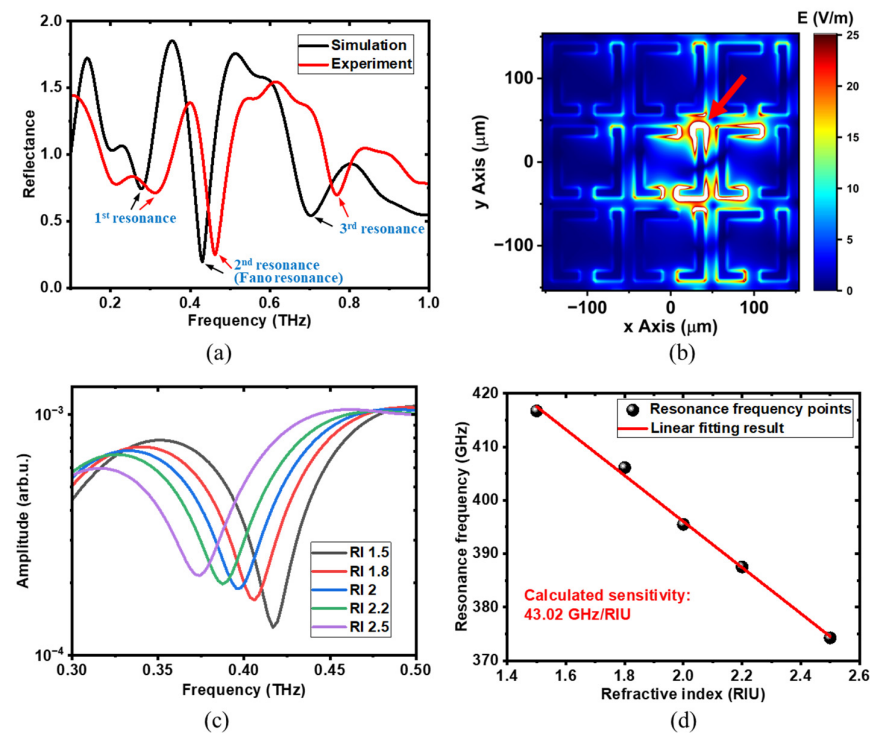 2.0
1.5
1.0
0.5
0.0
Reflectance
Simulation
Experiment
1st resonance
2nd resonance
(Fano resonance)
3rd resonance
0.2 0.4 0.6 0.8 1.0
Frequency (THz)
(a)
E (V/m)
150
100
50
0
−50
−100
−150
y Axis (μm)
−100 0 50 100
x Axis (μm)
25
20
15
10
5
0
(b)
10⁻³
10⁻⁴
Amplitude (arb.u.)
RI 1.5
RI 1.8
RI 2
RI 2.2
RI 2.5
0.30 0.35 0.40 0.45 0.50
Frequency (THz)
(c)
420
410
400
390
380
370
Resonance frequency (GHz)
Resonance frequency points
Linear fitting result
Calculated sensitivity:
43.02 GHz/RIU
1.4 1.6 1.8 2.0 2.2 2.4 2.6
Refractive index (RIU)
(d)